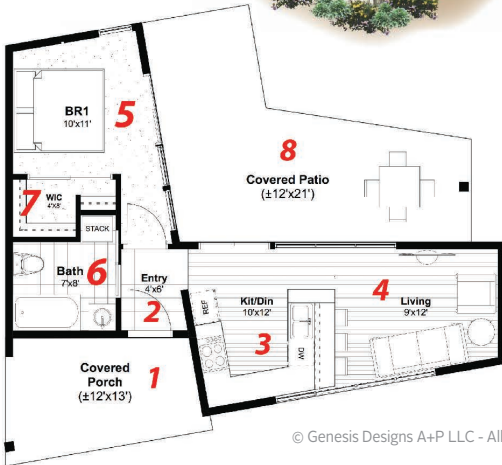 BR1
10'x11'
5
8
Covered Patio
(±12'x21')
7
WIC
4'x8'
STACK
Bath
7'x8'
6
Entry
4'x6'
2
REF
Kit/Din
10'x12'
3
DW
4
Living
9'x12'
Covered
Porch
(±12'x13')
1
© Genesis Designs A+P LLC - All